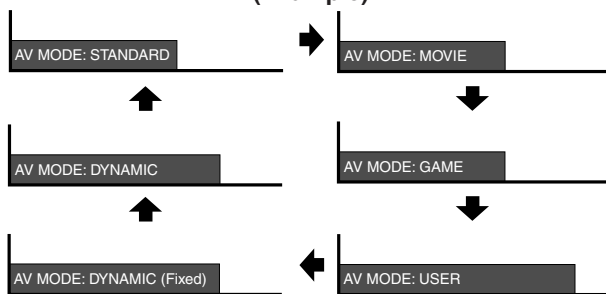 AV MODE: STANDARD
AV MODE: MOVIE
AV MODE: DYNAMIC
AV MODE: GAME
AV MODE: DYNAMIC (Fixed)
AV MODE: USER